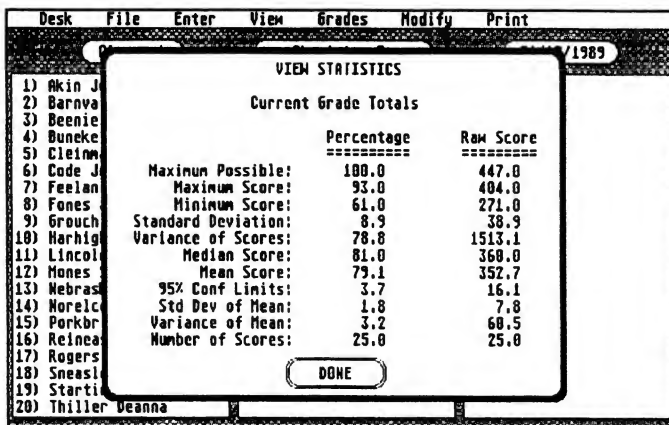 Desk File Enter View Grades Modify Print
/1989
VIEW STATISTICS
Current Grade Totals
Percentage Raw Score
=========== =========
Maximum Possible: 100.0 447.0
Maximum Score: 93.0 404.0
Minimum Score: 61.0 271.0
Standard Deviation: 8.9 38.9
Variance of Scores: 78.8 1513.1
Median Score: 81.0 360.0
Mean Score: 79.1 352.7
95% Conf Limits: 3.7 16.1
Std Dev of Mean: 1.8 7.8
Variance of Mean: 3.2 60.5
Number of Scores: 25.0 25.0
DONE
1) Akin J
2) Barnva
3) Beenie
4) Buneke
5) Cleinm
6) Code J
7) Feelan
8) Fones
9) Grouch
10) Harhig
11) Lincol
12) Mones
13) Nebras
14) Norelc
15) Porkbr
16) Reinea
17) Rogers
18) Sneasl
19) Starti
20) Thiller Deanna